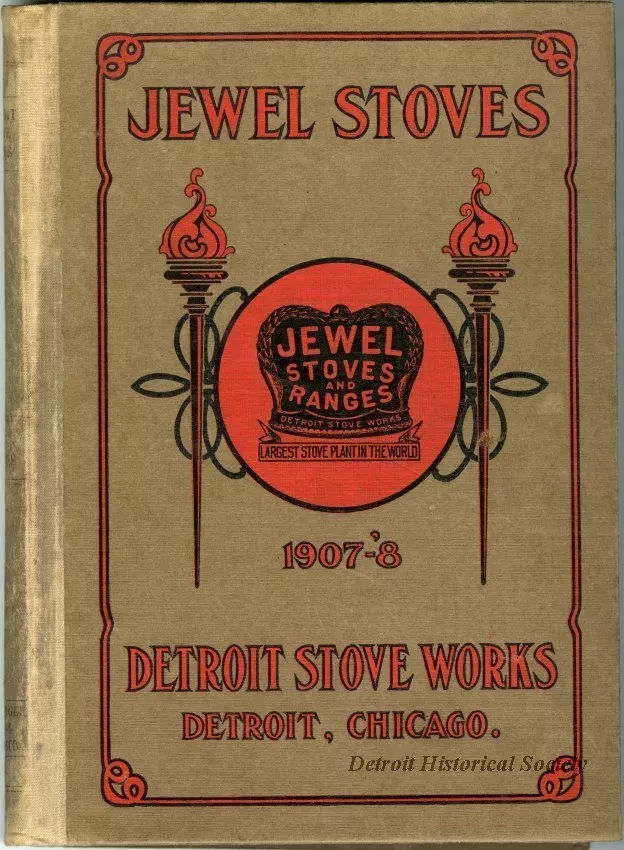 JEWEL STOVES
JEWEL
STOVES
AND
RANGES
DETROIT STOVE WORKS
LARGEST STOVE PLANT IN THE WORLD
1907-'8
DETROIT STOVE WORKS
DETROIT, CHICAGO.
Detroit Historical Society